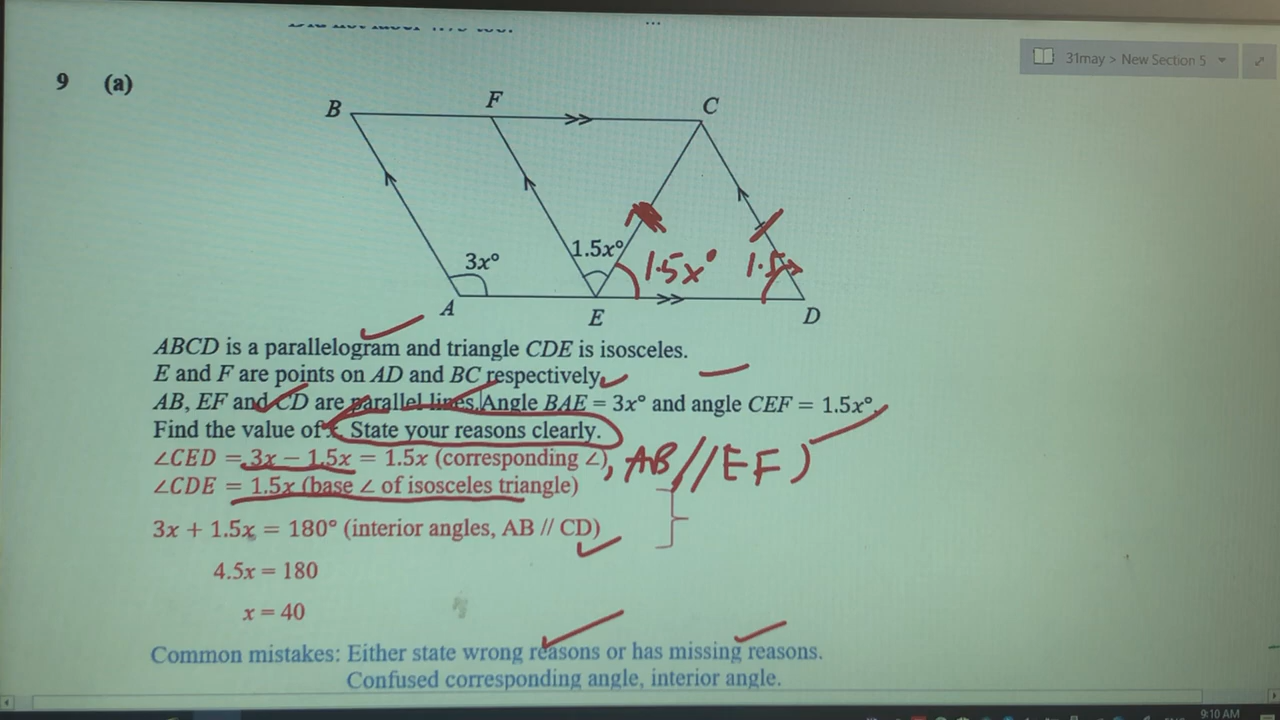 31may > New Section 5
9 (a)
B F C
1.5x°
3x°
1.5x° 1.5
A E D
ABCD is a parallelogram and triangle CDE is isosceles.
E and F are points on AD and BC respectively.
AB, EF and CD are parallel lines. Angle BAE = 3x° and angle CEF = 1.5x°.
Find the value of State your reasons clearly.
∠CED = 3x − 1.5x = 1.5x (corresponding ∠), AB//EF)
∠CDE = 1.5x (base ∠ of isosceles triangle)
3x + 1.5x = 180° (interior angles, AB // CD)
4.5x = 180
x = 40
Common mistakes: Either state wrong reasons or has missing reasons.
Confused corresponding angle, interior angle.
9:10 AM